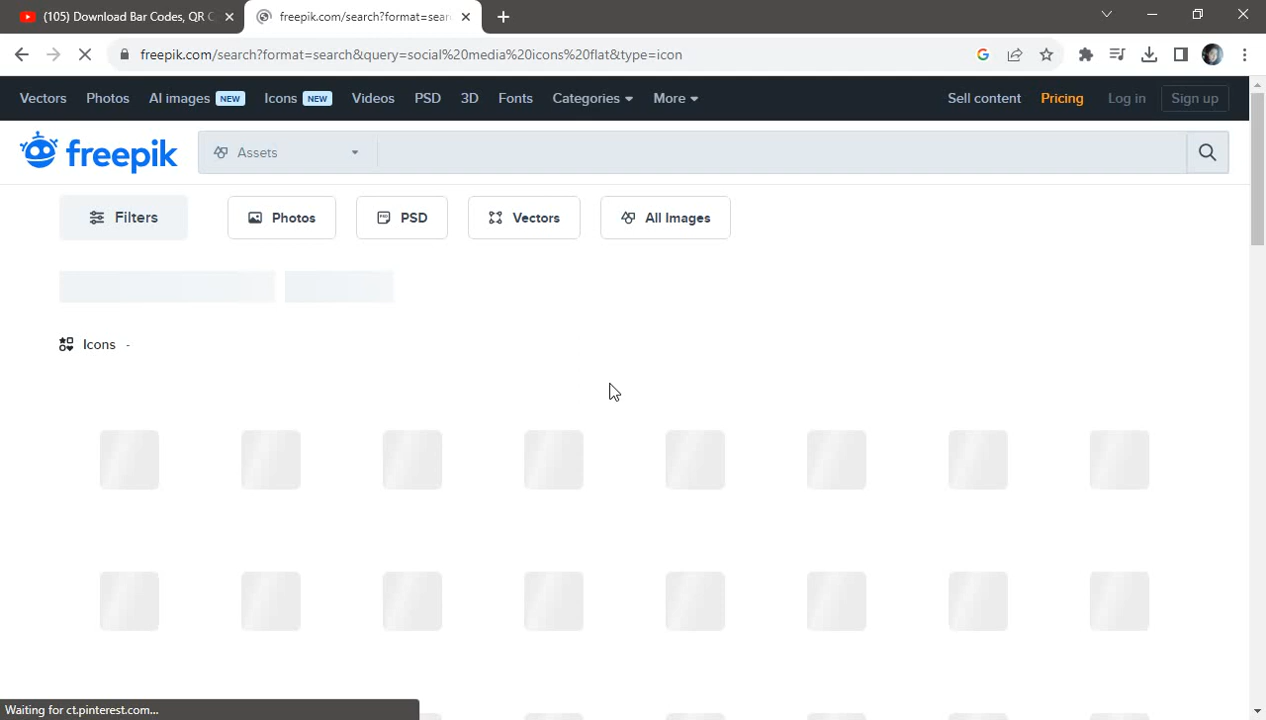 (105) Download Bar Codes, QR C
freepik.com/search?format=sear
freepik.com/search?format=search&query=social%20media%20icons%20flat&type=icon
Vectors Photos AI images NEW Icons NEW Videos PSD 3D Fonts Categories More Sell content Pricing Log in Sign up
freepik Assets
Filters Photos PSD Vectors All Images
Icons -
Waiting for ct.pinterest.com...